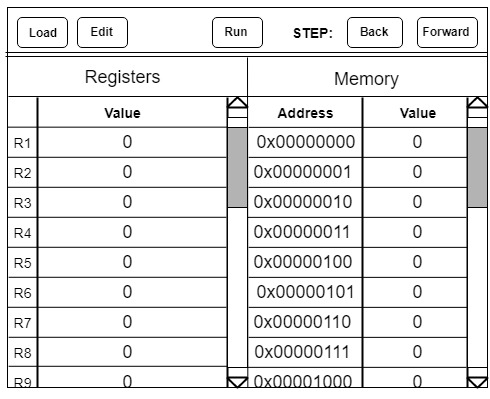 Load Edit Run STEP: Back Forward
Registers Memory
Value Address Value
R1 0 0x00000000 0
R2 0 0x00000001 0
R3 0 0x00000010 0
R4 0 0x00000011 0
R5 0 0x00000100 0
R6 0 0x00000101 0
R7 0 0x00000110 0
R8 0 0x00000111 0
R9 0 0x00001000 0